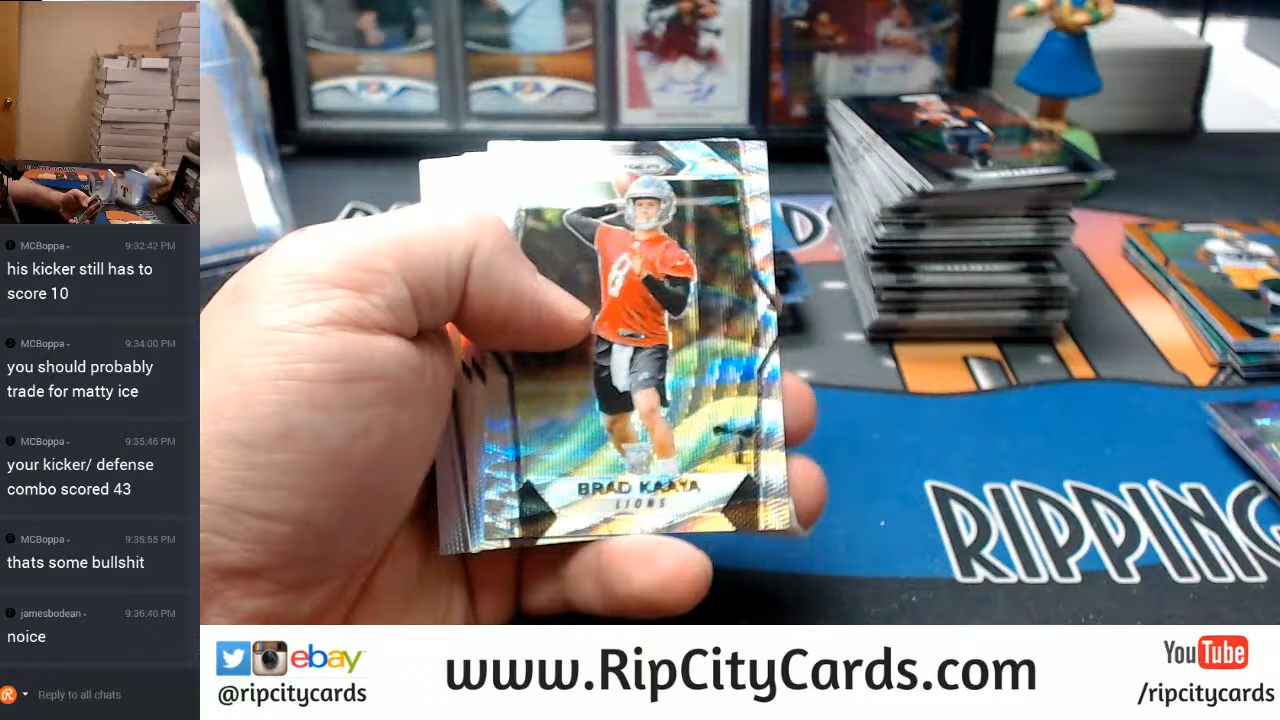 MCBoppa - 9:32:42 PM
his kicker still has to
score 10
MCBoppa - 9:34:00 PM
you should probably
trade for matty ice
MCBoppa - 9:35:46 PM
your kicker/ defense
combo scored 43
MCBoppa - 9:35:55 PM
thats some bullshit
jamesbodean - 9:36:40 PM
noice
Reply to all chats
8
BRAD KAAYA
LIONS
RIPPING
ebay
@ripcitycards
www.RipCityCards.com
YouTube
/ripcitycards